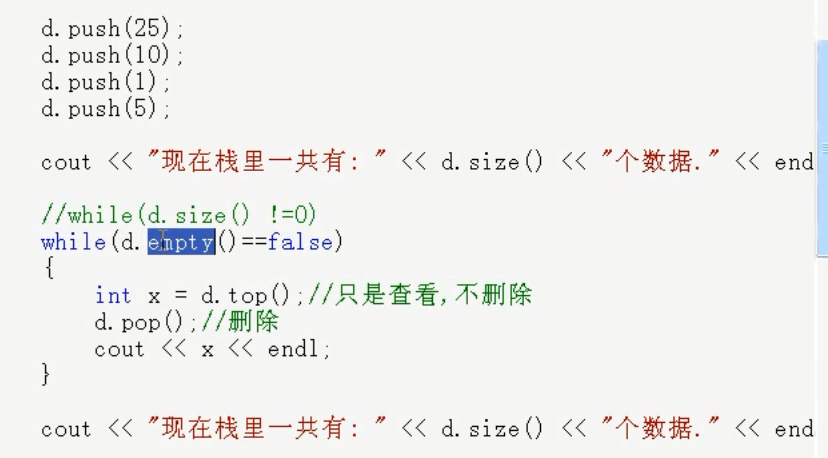 d.push(25);
d.push(10);
d.push(1);
d.push(5);
cout << "现在栈里一共有: " << d.size() << "个数据." << end
//while(d.size() !=0)
while(d.empty()==false)
{
int x = d.top();//只是查看,不删除
d.pop();//删除
cout << x << endl;
}
cout << "现在栈里一共有: " << d.size() << "个数据." << end